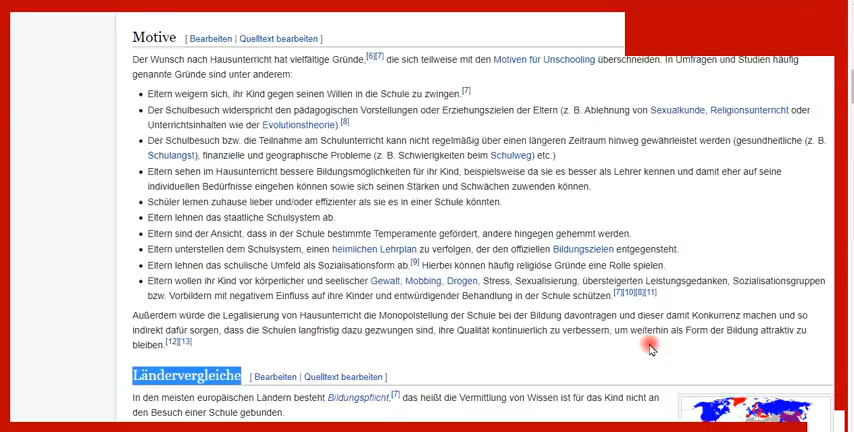 Motive [ Bearbeiten | Quelltext bearbeiten ]
Der Wunsch nach Hausunterricht hat vielfältige Gründe,[6][7] die sich teilweise mit den Motiven für Unschooling überschneiden. In Umfragen und Studien häufig
genannte Gründe sind unter anderem:
• Eltern weigern sich, ihr Kind gegen seinen Willen in die Schule zu zwingen.[7]
• Der Schulbesuch widerspricht den pädagogischen Vorstellungen oder Erziehungszielen der Eltern (z. B. Ablehnung von Sexualkunde, Religionsunterricht oder
Unterrichtsinhalten wie der Evolutionstheorie).[8]
• Der Schulbesuch bzw. die Teilnahme am Schulunterricht kann nicht regelmäßig über einen längeren Zeitraum hinweg gewährleistet werden (gesundheitliche (z. B.
Schulangst), finanzielle und geographische Probleme (z. B. Schwierigkeiten beim Schulweg) etc.)
• Eltern sehen im Hausunterricht bessere Bildungsmöglichkeiten für ihr Kind, beispielsweise da sie es besser als Lehrer kennen und damit eher auf seine
individuellen Bedürfnisse eingehen können sowie sich seinen Stärken und Schwächen zuwenden können.
• Schüler lernen zuhause lieber und/oder effizienter als sie es in einer Schule könnten.
• Eltern lehnen das staatliche Schulsystem ab.
• Eltern sind der Ansicht, dass in der Schule bestimmte Temperamente gefördert, andere hingegen gehemmt werden.
• Eltern unterstellen dem Schulsystem, einen heimlichen Lehrplan zu verfolgen, der den offiziellen Bildungszielen entgegensteht.
• Eltern lehnen das schulische Umfeld als Sozialisationsform ab.[9] Hierbei können häufig religiöse Gründe eine Rolle spielen.
• Eltern wollen ihr Kind vor körperlicher und seelischer Gewalt, Mobbing, Drogen, Stress, Sexualisierung, übersteigerten Leistungsgedanken, Sozialisationsgruppen
bzw. Vorbildern mit negativem Einfluss auf ihre Kinder und entwürdigender Behandlung in der Schule schützen.[7][10][8][11]
Außerdem würde die Legalisierung von Hausunterricht die Monopolstellung der Schule bei der Bildung davontragen und dieser damit Konkurrenz machen und so
indirekt dafür sorgen, dass die Schulen langfristig dazu gezwungen sind, ihre Qualität kontinuierlich zu verbessern, um weiterhin als Form der Bildung attraktiv zu
bleiben.[12][13]
Ländervergleiche [ Bearbeiten | Quelltext bearbeiten ]
In den meisten europäischen Ländern besteht Bildungspflicht,[7] das heißt die Vermittlung von Wissen ist für das Kind nicht an
den Besuch einer Schule gebunden.